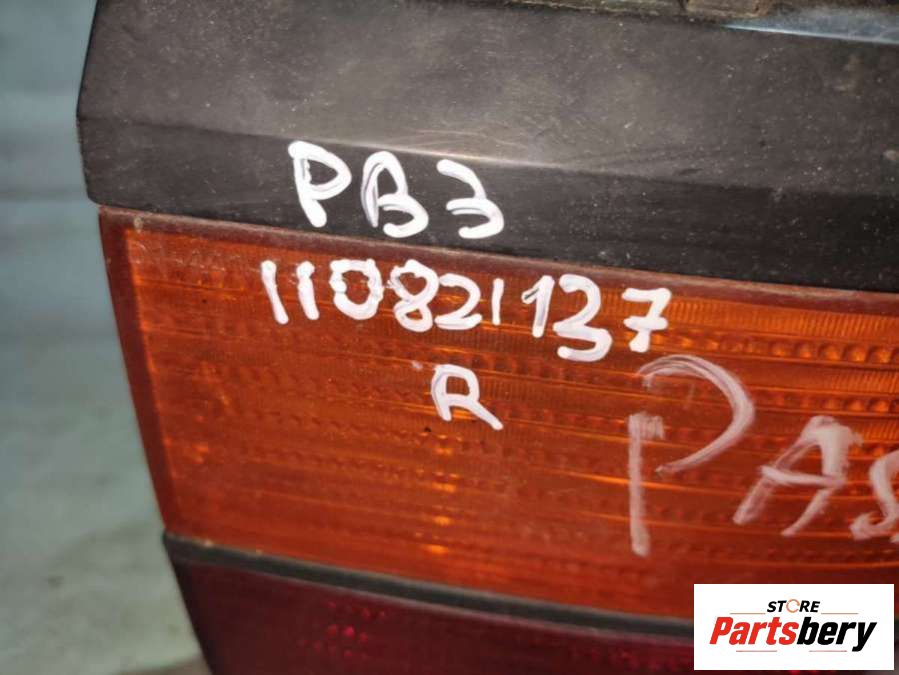 PB3
110821137
R
PAS
STORE
Partsbery